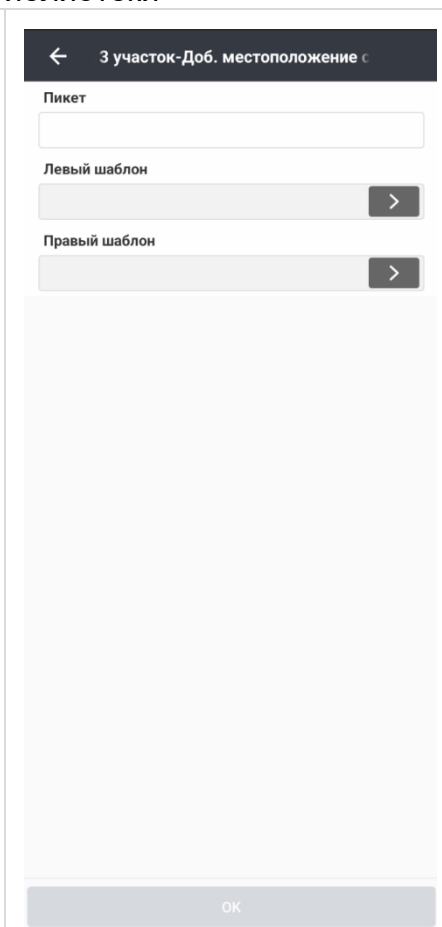 3 участок-Доб. местоположение с
Пикет
Левый шаблон
Правый шаблон
OK